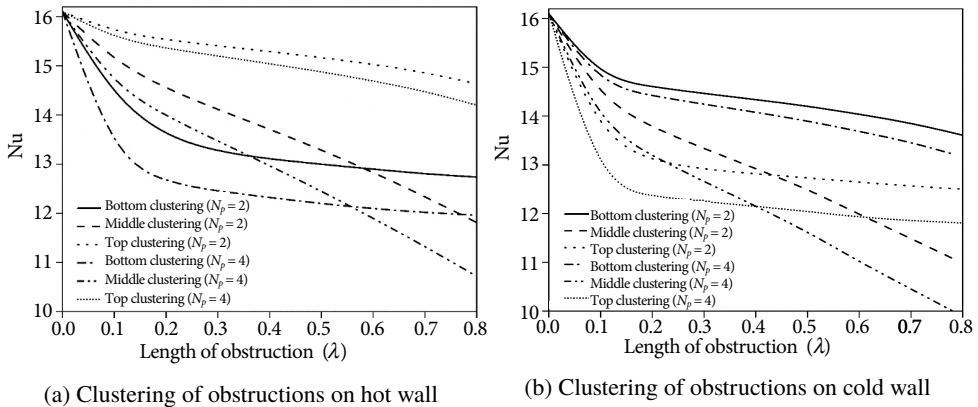 16
15
14
Nu
13
12
11
10
Bottom clustering (Nₚ = 2)
Middle clustering (Nₚ = 2)
Top clustering (Nₚ = 2)
Bottom clustering (Nₚ = 4)
Middle clustering (Nₚ = 4)
Top clustering (Nₚ = 4)
0.0 0.1 0.2 0.3 0.4 0.5 0.6 0.7 0.8
Length of obstruction (λ)
(a) Clustering of obstructions on hot wall
16
15
14
Nu
13
12
11
10
Bottom clustering (Nₚ = 2)
Middle clustering (Nₚ = 2)
Top clustering (Nₚ = 2)
Bottom clustering (Nₚ = 4)
Middle clustering (Nₚ = 4)
Top clustering (Nₚ = 4)
0.0 0.1 0.2 0.3 0.4 0.5 0.6 0.7 0.8
Length of obstruction (λ)
(b) Clustering of obstructions on cold wall